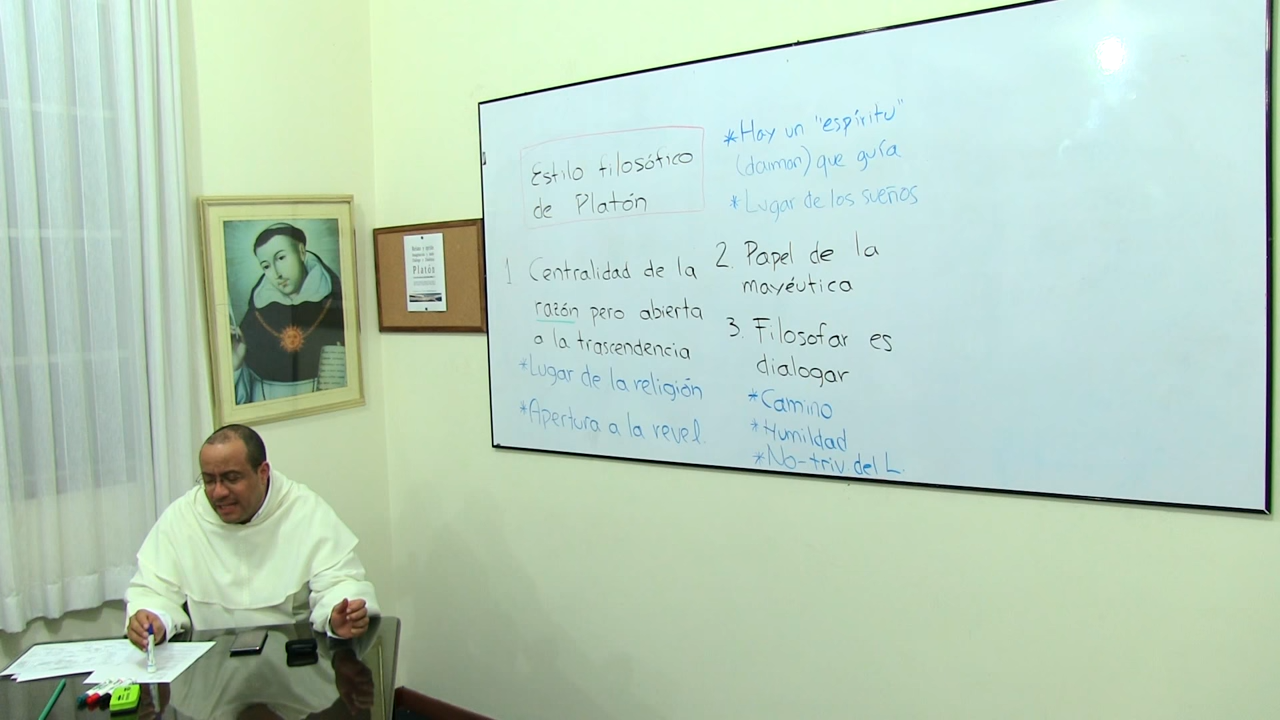 Estilo filosófico
de Platón
1 Centralidad de la
razón pero abierta
a la trascendencia
*Lugar de la religión
*Apertura a la revel.
*Hay un "espíritu"
(daimon) que guía
*Lugar de los sueños
2. Papel de la
mayéutica
3. Filosofar es
dialogar
*Camino
*Humildad
*No-triv. del L.
Platón